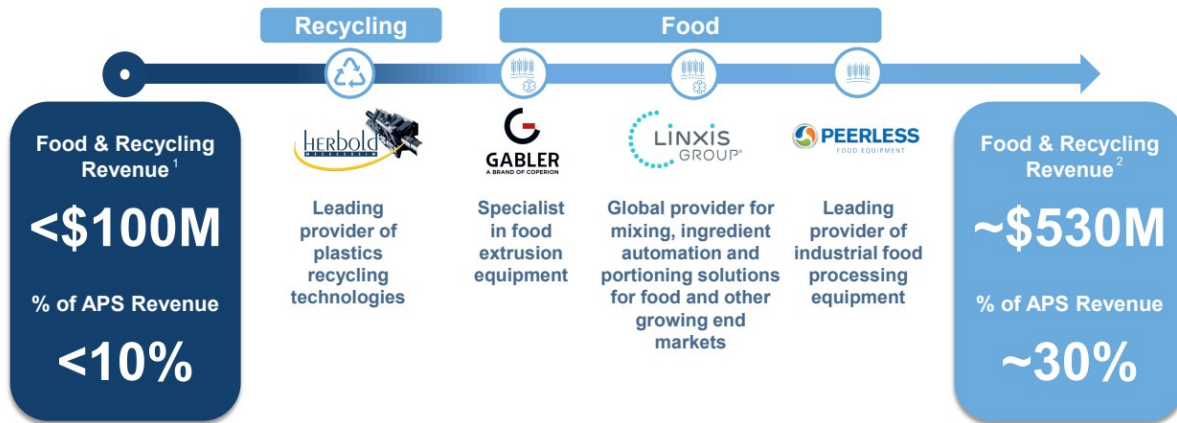 Recycling
Food
Food & Recycling
Revenue 1
<$100M
% of APS Revenue
<10%
HERBOLD
MECKESHEIM
Leading
provider of
plastics
recycling
technologies
GABLER
A BRAND OF COPERION
Specialist
in food
extrusion
equipment
LINXIS
GROUP
Global provider for
mixing, ingredient
automation and
portioning solutions
for food and other
growing end
markets
PEERLESS
FOOD EQUIPMENT
Leading
provider of
industrial food
processing
equipment
Food & Recycling
Revenue 2
~$530M
% of APS Revenue
~30%